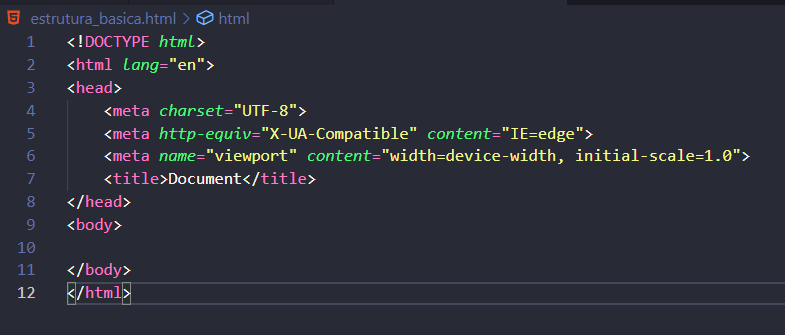 estrutura_basica.html > html
1 <!DOCTYPE html>
2 <html lang="en">
3 <head>
4     <meta charset="UTF-8">
5     <meta http-equiv="X-UA-Compatible" content="IE=edge">
6     <meta name="viewport" content="width=device-width, initial-scale=1.0">
7     <title>Document</title>
8 </head>
9 <body>
10
11 </body>
12 </html>